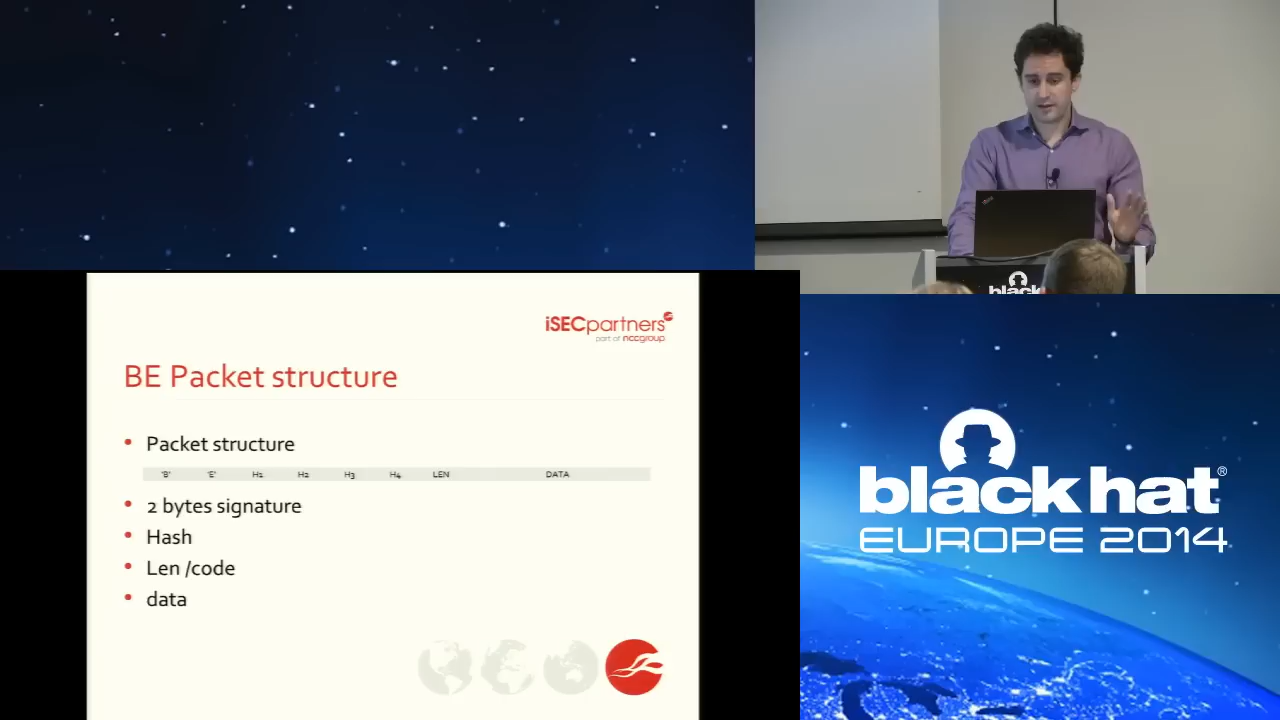 black
iSECpartners
part of nccgroup
BE Packet structure
• Packet structure
'B' 'E' H1 H2 H3 H4 LEN DATA
• 2 bytes signature
• Hash
• Len /code
• data
black hat®
EUROPE 2014